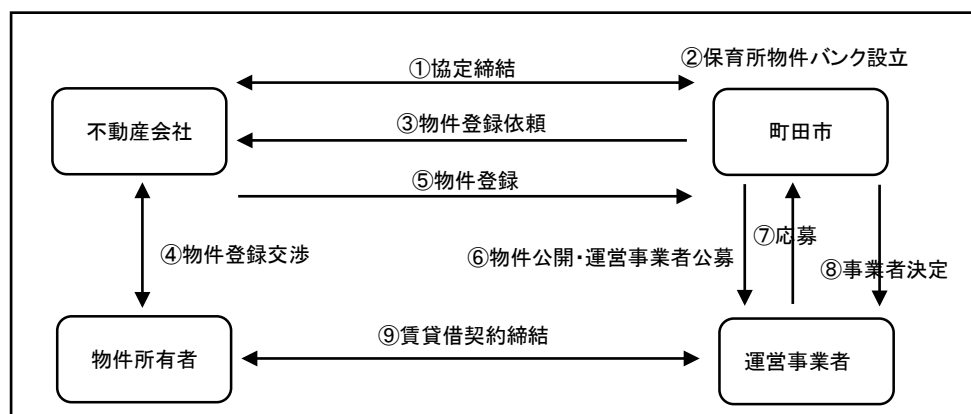 ②保育所物件バンク設立
①協定締結
不動産会社
町田市
③物件登録依頼
⑤物件登録
④物件登録交渉
⑥物件公開・運営事業者公募
⑦応募
⑧事業者決定
⑨賃貸借契約締結
物件所有者
運営事業者